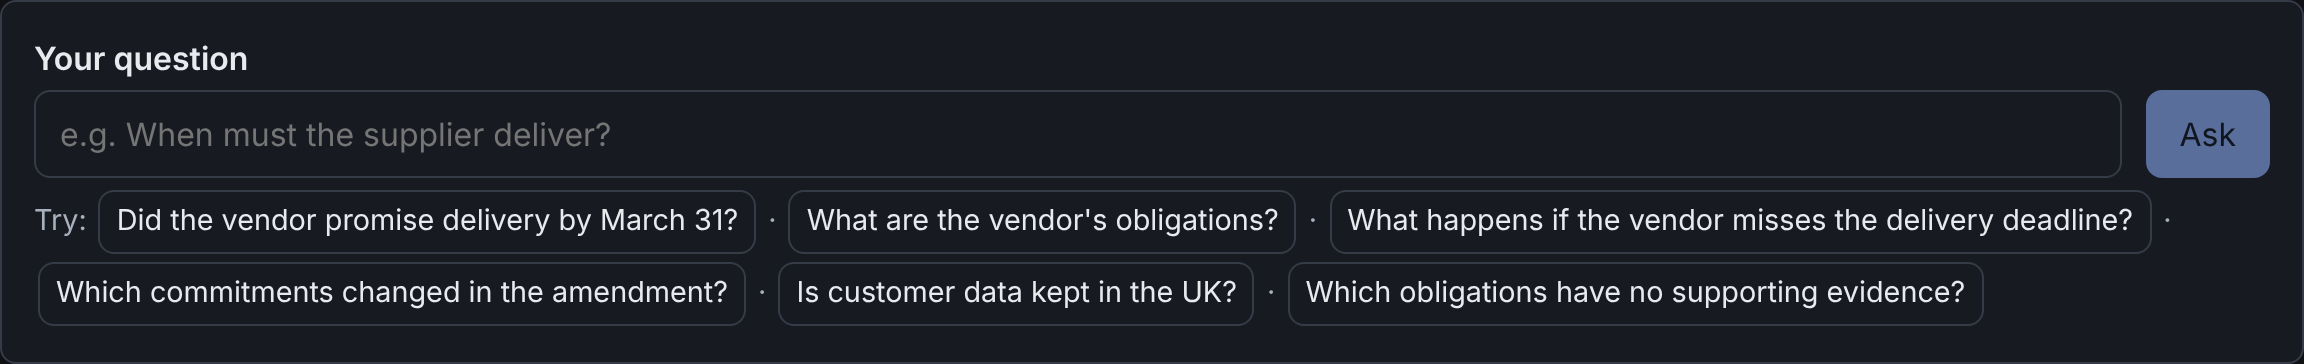 Your question
e.g. When must the supplier deliver?
Ask
Try: Did the vendor promise delivery by March 31? · What are the vendor's obligations? · What happens if the vendor misses the delivery deadline? ·
Which commitments changed in the amendment? · Is customer data kept in the UK? · Which obligations have no supporting evidence?